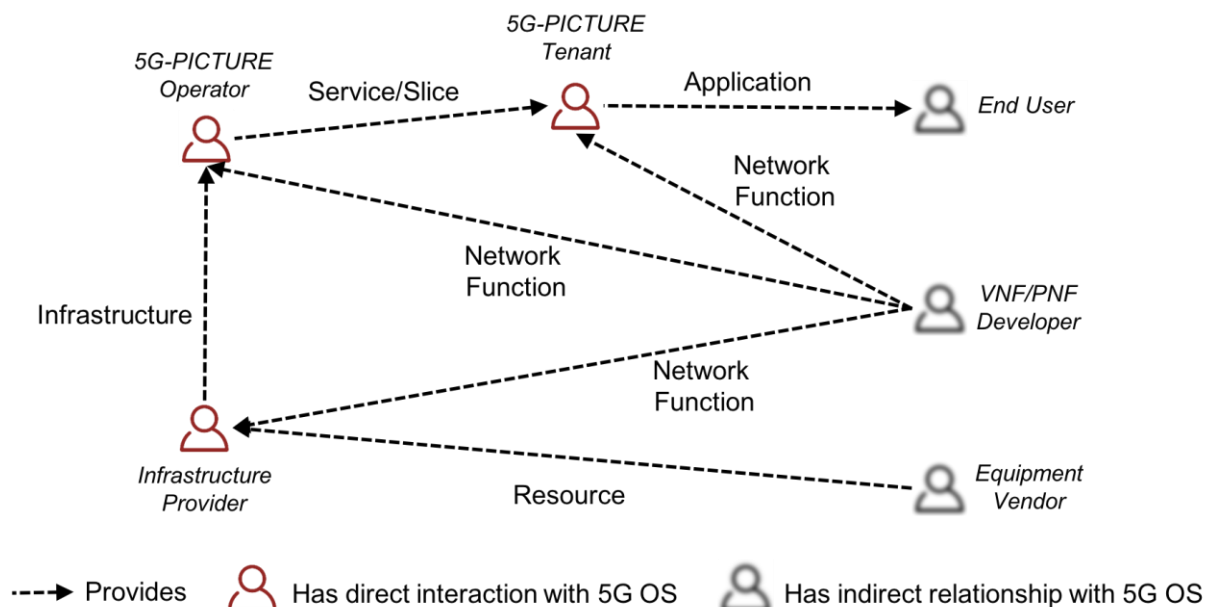 5G-PICTURE
Operator
Service/Slice
5G-PICTURE
Tenant
Application
End User
Network
Function
Network
Function
VNF/PNF
Developer
Infrastructure
Network
Function
Infrastructure
Provider
Resource
Equipment
Vendor
Provides
Has direct interaction with 5G OS
Has indirect relationship with 5G OS